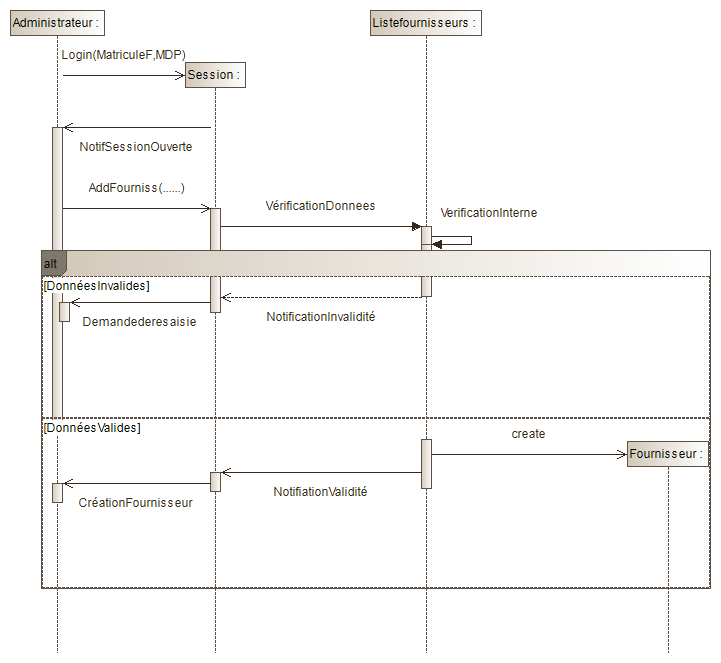 Administrateur :
Listefournisseurs :
Login(MatriculeF,MDP)
Session :
NotifSessionOuverte
AddFourniss(......)
VérificationDonnees
VerificationInterne
alt
[DonnéesInvalides]
NotificationInvalidité
Demandederesaisie
[DonnéesValides]
create
Fournisseur :
NotifiationValidité
CréationFournisseur